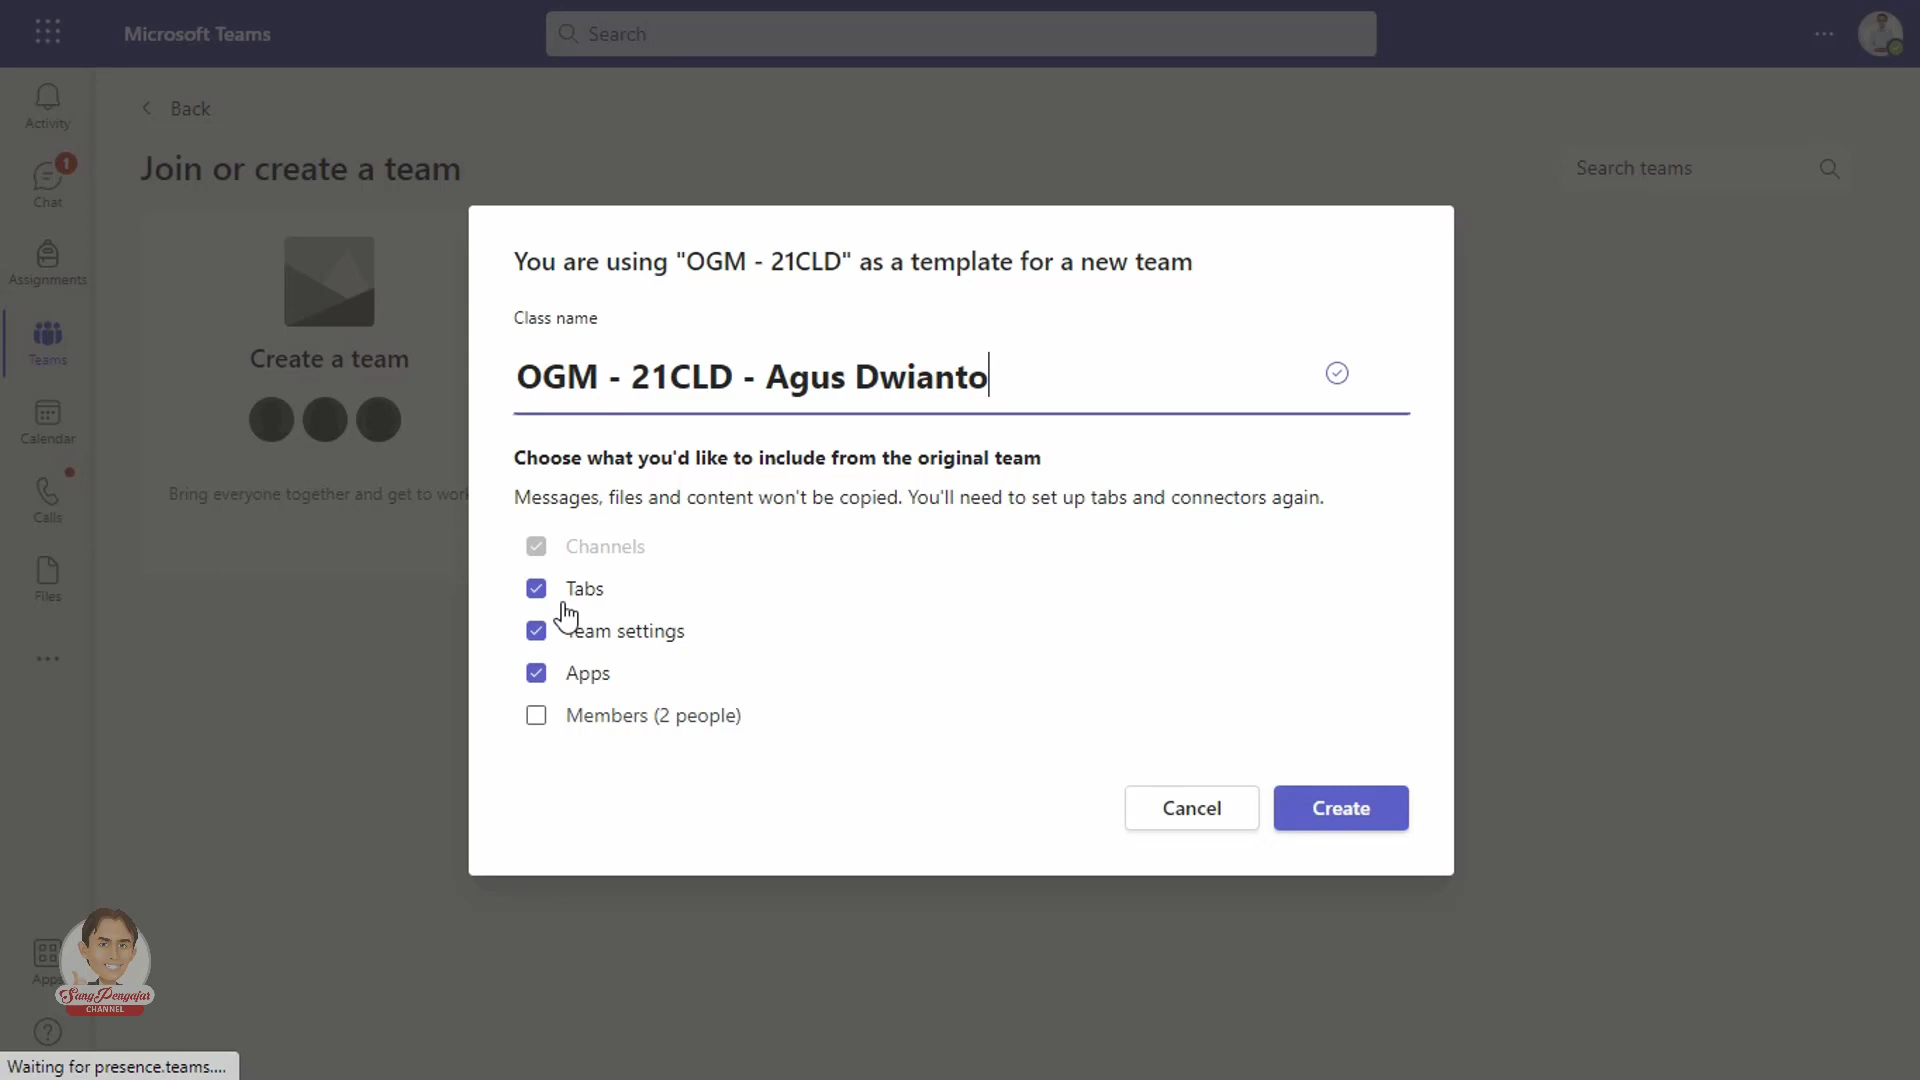 Microsoft Teams
Search
Activity
1
Chat
Assignments
Teams
Calendar
Calls
Files
Apps
Back
Join or create a team
Search teams
Create a team
Bring everyone together and get to work
You are using "OGM - 21CLD" as a template for a new team
Class name
OGM - 21CLD - Agus Dwianto
Choose what you'd like to include from the original team
Messages, files and content won't be copied. You'll need to set up tabs and connectors again.
Channels
Tabs
Team settings
Apps
Members (2 people)
Cancel
Create
SangPengajar
CHANNEL
Waiting for presence.teams....